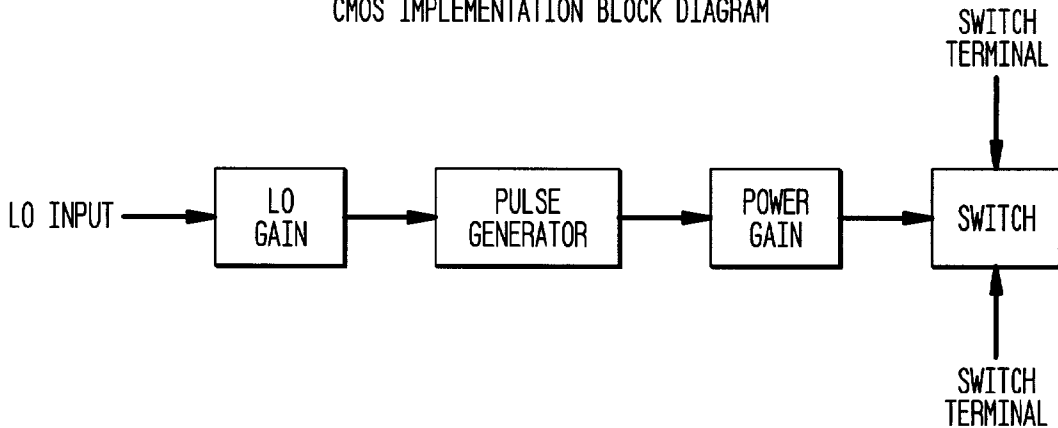 CMOS IMPLEMENTATION BLOCK DIAGRAM
SWITCH
TERMINAL
LO INPUT
LO
GAIN
PULSE
GENERATOR
POWER
GAIN
SWITCH
SWITCH
TERMINAL